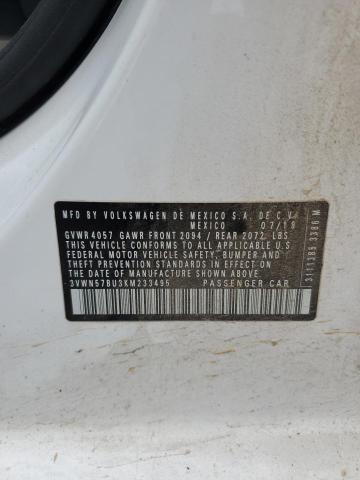 MFD. BY VOLKSWAGEN DE MEXICO S.A. DE C.V.
MEXICO 07/19
GVWR 4057 GAWR FRONT 2094 / REAR 2072 LBS
THIS VEHICLE CONFORMS TO ALL APPLICABLE U.S.
FEDERAL MOTOR VEHICLE SAFETY, BUMPER, AND
THEFT PREVENTION STANDARDS IN EFFECT ON THE
DATE OF MANUFACTURE SHOWN ABOVE.
3VWN57BU3KM233495 PASSENGER CAR